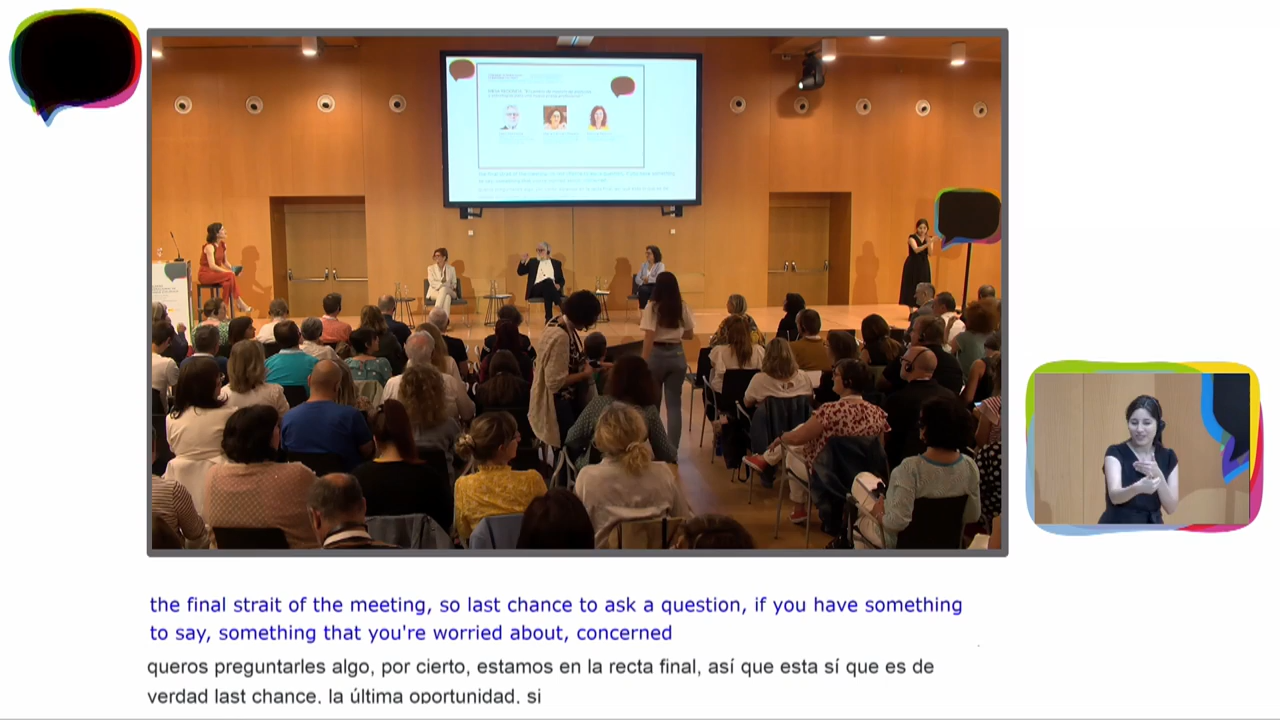 the final strait of the meeting, so last chance to ask a question, if you have something
to say, something that you're worried about, concerned
queros preguntarles algo, por cierto, estamos en la recta final, así que esta sí que es de
verdad last chance. la última oportunidad. si